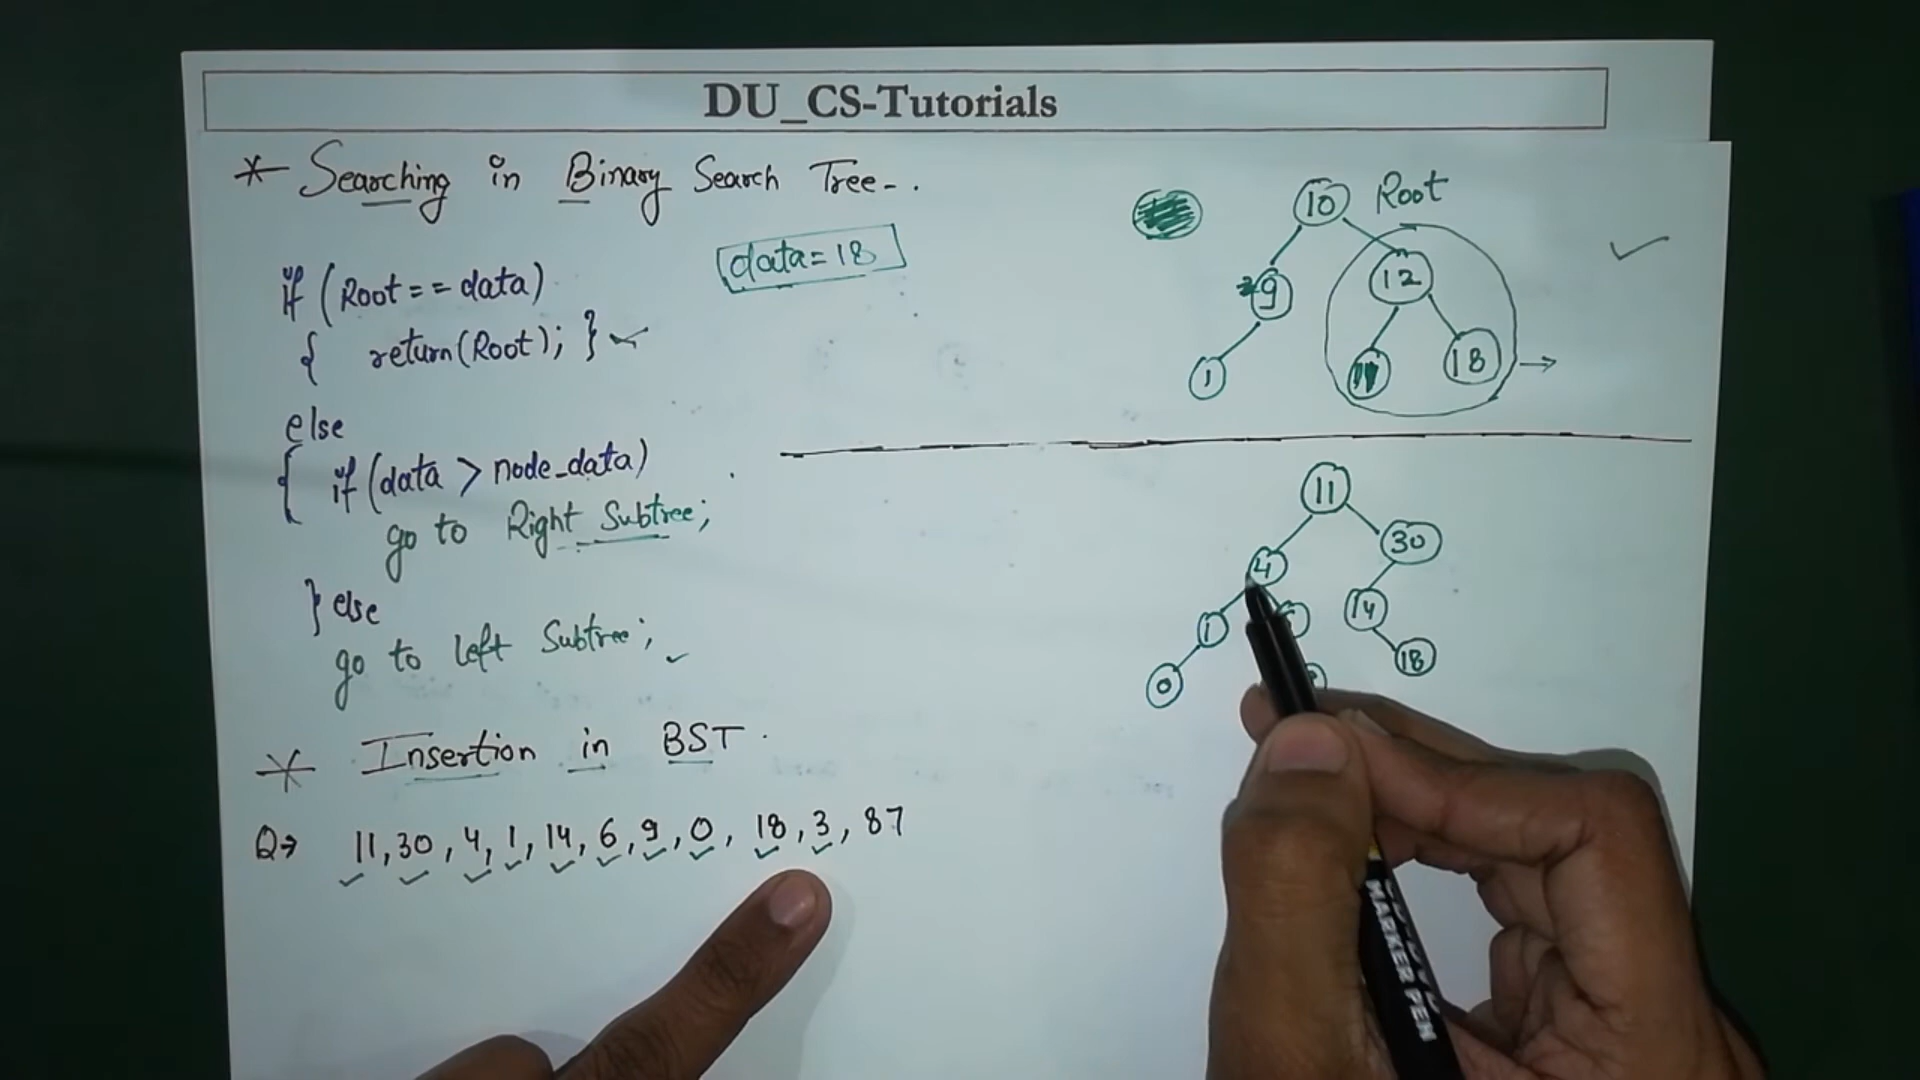 DU_CS-Tutorials
* Searching in Binary Search Tree-.
data=18
if (Root==data)
{ return(Root); }
else
{ if (data > node_data)
go to Right Subtree;
} else
go to left Subtree;
* Insertion in BST.
Q→ 11,30,4,1,14,6,9,0,18,3,87
10 Root
9 12
1 18
11
30
4
14
1
18
0
MARKER PEN